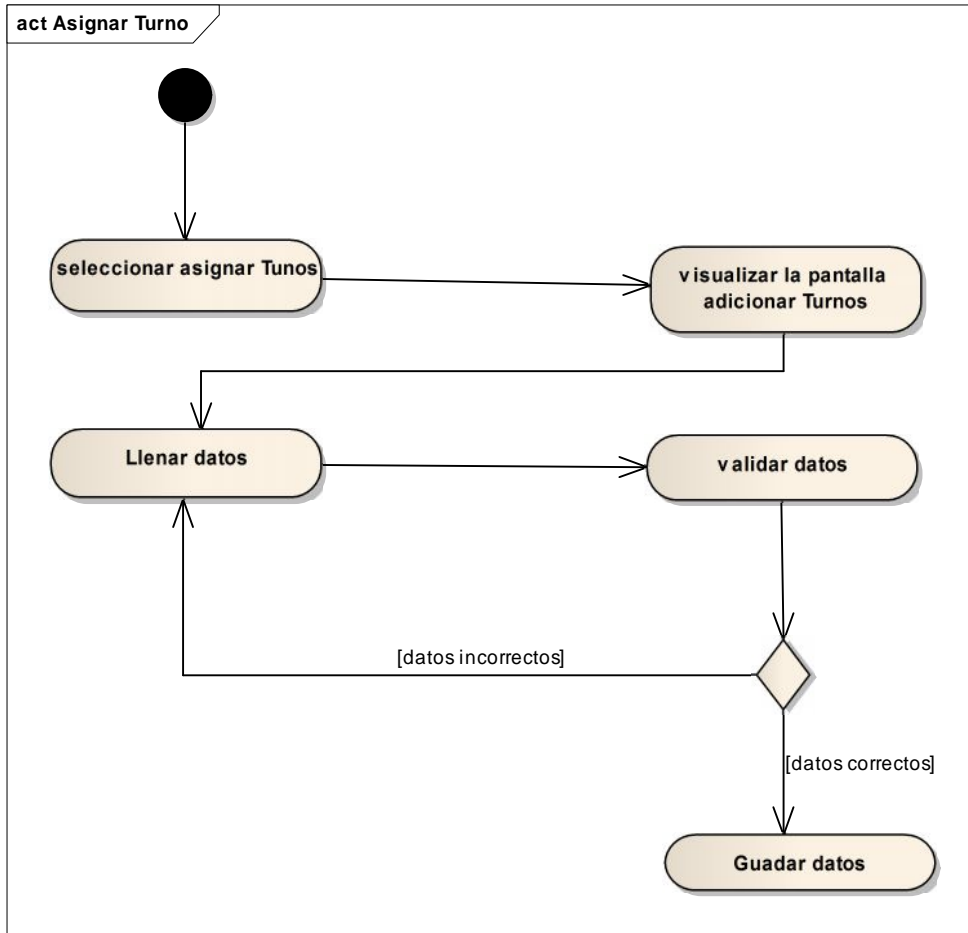 act Asignar Turno
seleccionar asignar Tunos
visualizar la pantalla
adicionar Turnos
Llenar datos
validar datos
[datos incorrectos]
[datos correctos]
Guadar datos